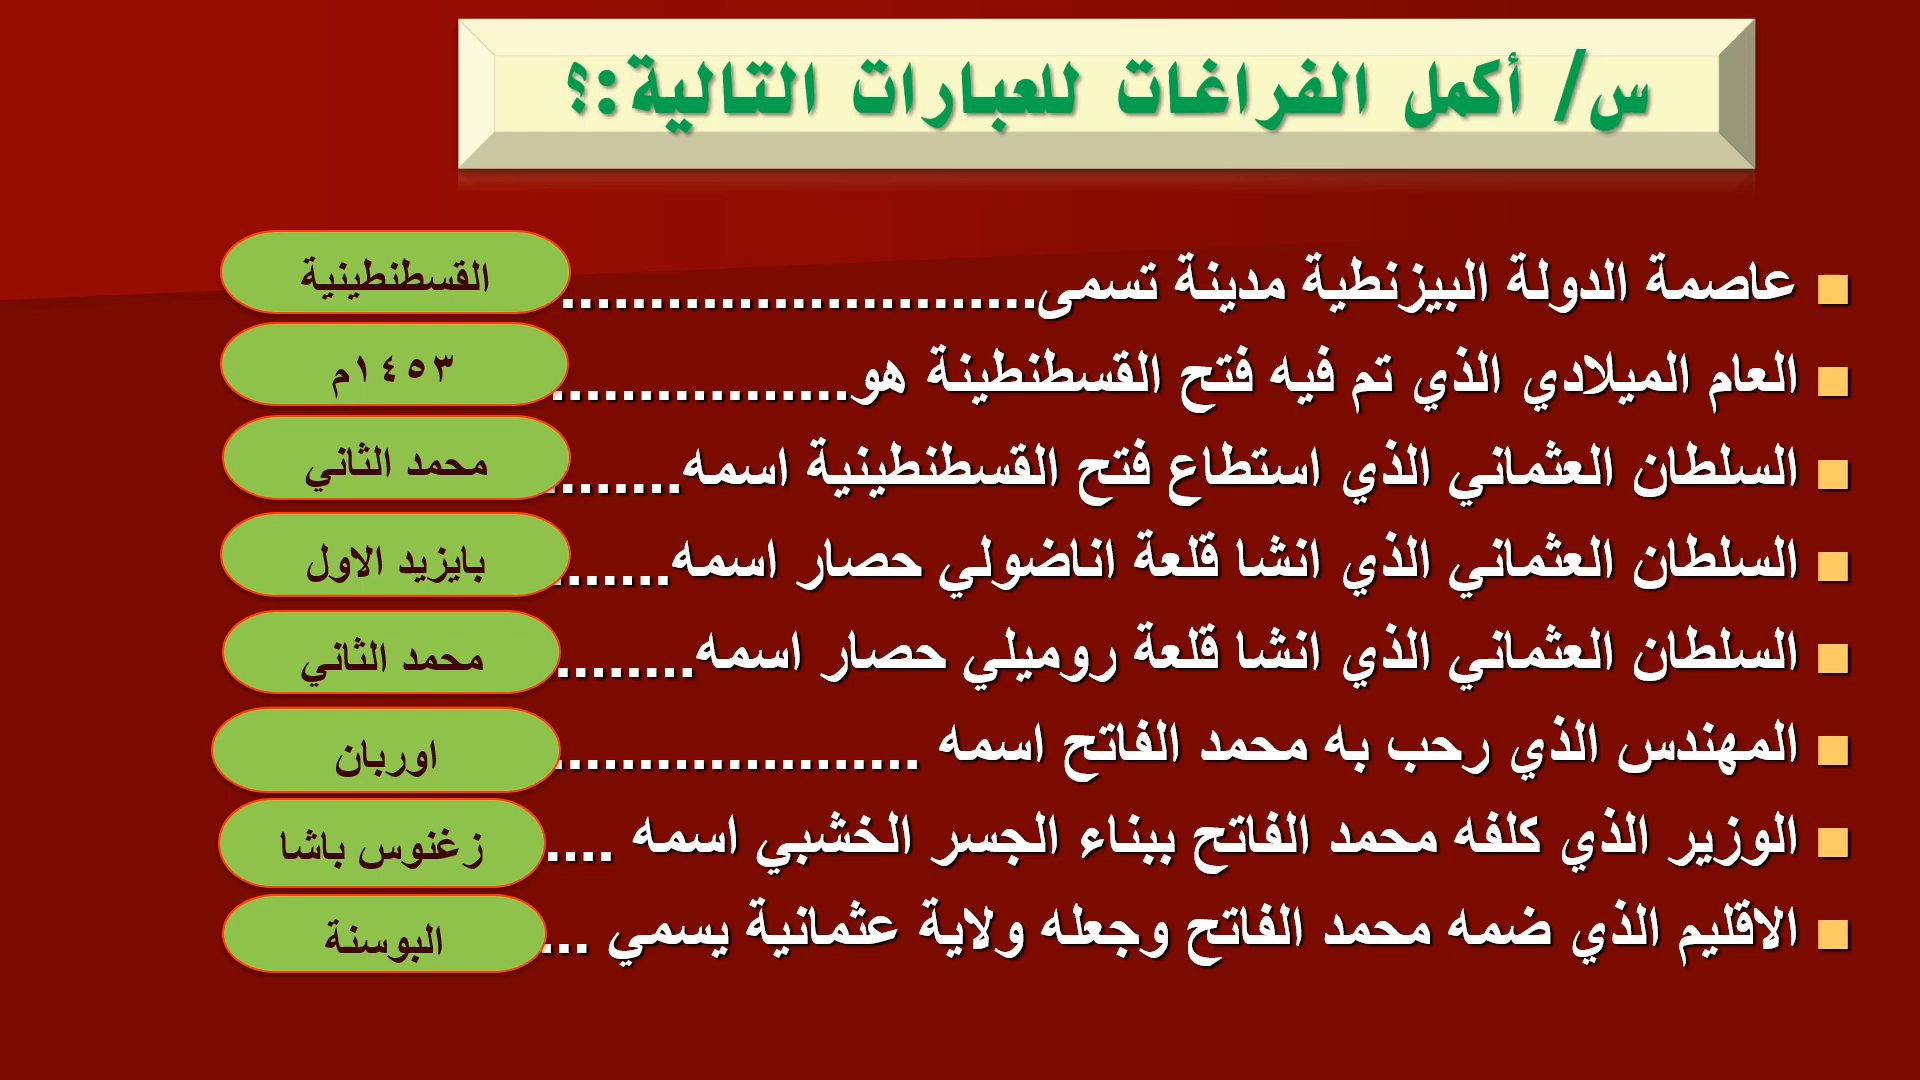 س/ أكمل الفراغات للعبارات التالية:؟
عاصمة الدولة البيزنطية مدينة تسمى........................... القسطنطينية
العام الميلادي الذي تم فيه فتح القسطنطينة هو................. ١٤٥٣م
السلطان العثماني الذي استطاع فتح القسطنطينية اسمه........ محمد الثاني
السلطان العثماني الذي انشا قلعة اناضولي حصار اسمه....... بايزيد الاول
السلطان العثماني الذي انشا قلعة روميلي حصار اسمه........ محمد الثاني
المهندس الذي رحب به محمد الفاتح اسمه ..................... اوربان
الوزير الذي كلفه محمد الفاتح ببناء الجسر الخشبي اسمه .... زغنوس باشا
الاقليم الذي ضمه محمد الفاتح وجعله ولاية عثمانية يسمي ... البوسنة